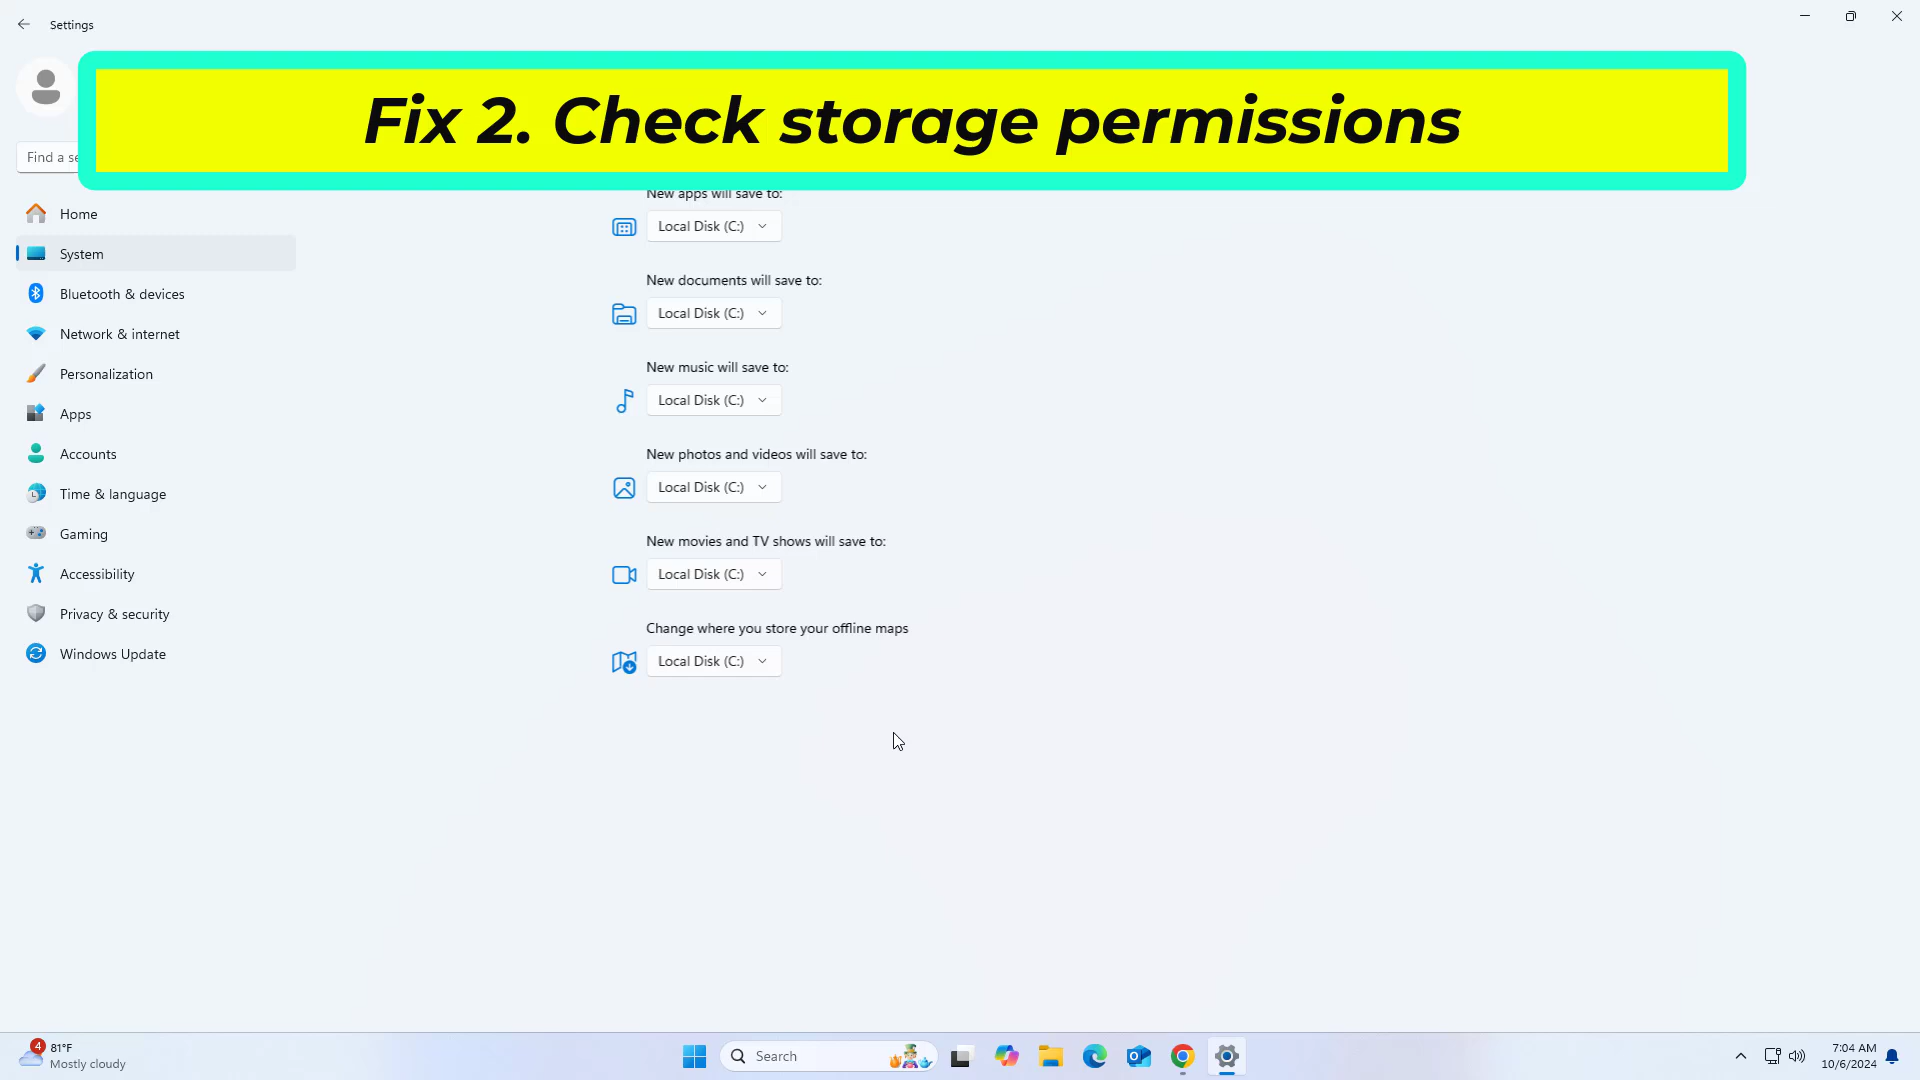 Settings
Fix 2. Check storage permissions
Find a se
New apps will save to:
Local Disk (C:)
New documents will save to:
Local Disk (C:)
New music will save to:
Local Disk (C:)
New photos and videos will save to:
Local Disk (C:)
New movies and TV shows will save to:
Local Disk (C:)
Change where you store your offline maps
Local Disk (C:)
Home
System
Bluetooth & devices
Network & internet
Personalization
Apps
Accounts
Time & language
Gaming
Accessibility
Privacy & security
Windows Update
4
81°F
Mostly cloudy
Search
7:04 AM
10/6/2024